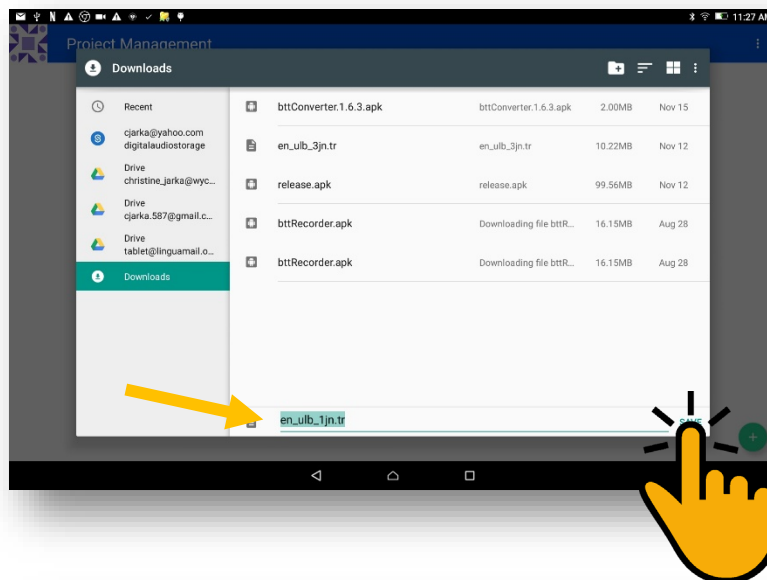 11:27 AM
Project Management
Downloads
Recent
bttConverter.1.6.3.apk bttConverter.1.6.3.apk 2.00MB Nov 15
cjarka@yahoo.com
digitalaudiostorage
en_ulb_3jn.tr en_ulb_3jn.tr 10.22MB Nov 12
Drive
christine_jarka@wyc...
release.apk release.apk 99.56MB Nov 12
Drive
cjarka.587@gmail.c...
bttRecorder.apk Downloading file bttR... 16.15MB Aug 28
Drive
tablet@linguamail.o...
bttRecorder.apk Downloading file bttR... 16.15MB Aug 28
Downloads
en_ulb_1jn.tr SAVE